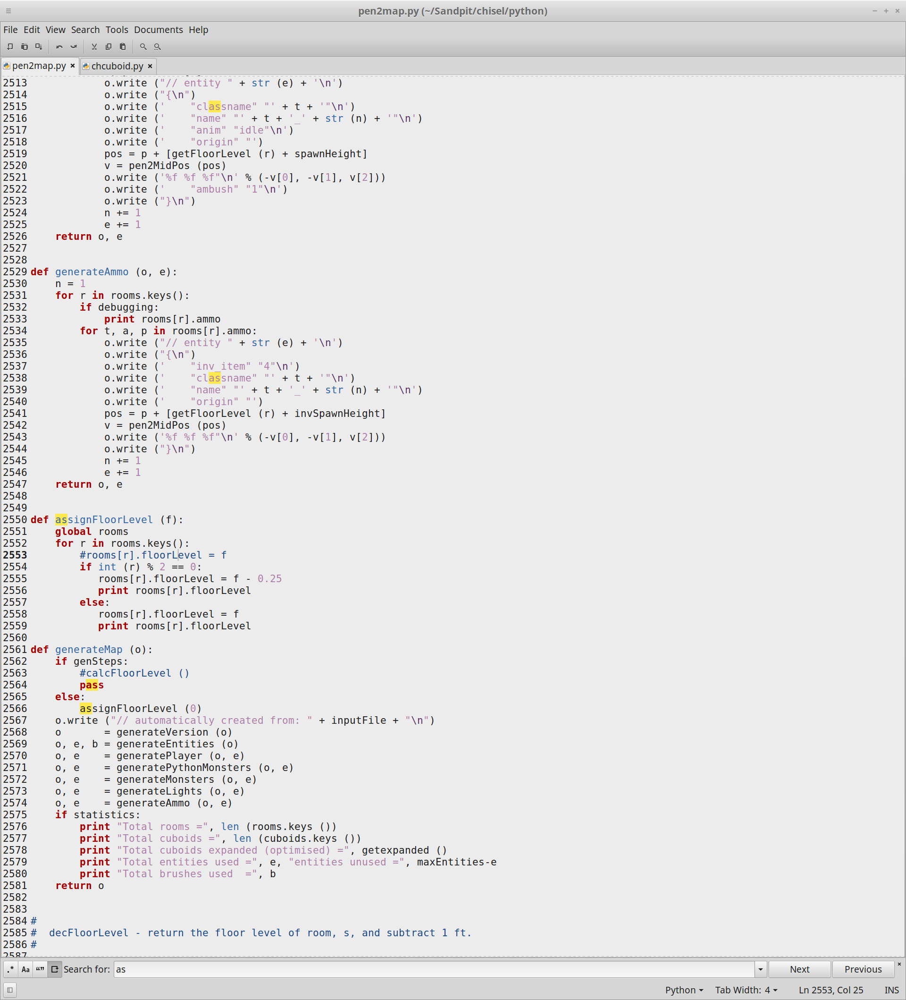 pen2map.py (~/Sandpit/chisel/python)
File Edit View Search Tools Documents Help
pen2map.py × chcuboid.py ×
2513             o.write ("// entity " + str (e) + '\n')
2514             o.write ("{\n")
2515             o.write ('    "classname" "' + t + '"\n')
2516             o.write ('    "name" "' + t + '_' + str (n) + '"\n')
2517             o.write ('    "anim" "idle"\n')
2518             o.write ('    "origin" "')
2519             pos = p + [getFloorLevel (r) + spawnHeight]
2520             v = pen2MidPos (pos)
2521             o.write ('%f %f %f"\n' % (-v[0], -v[1], v[2]))
2522             o.write ('    "ambush" "1"\n')
2523             o.write ("}\n")
2524             n += 1
2525             e += 1
2526     return o, e
2527
2528
2529 def generateAmmo (o, e):
2530     n = 1
2531     for r in rooms.keys():
2532         if debugging:
2533             print rooms[r].ammo
2534         for t, a, p in rooms[r].ammo:
2535             o.write ("// entity " + str (e) + '\n')
2536             o.write ("{\n")
2537             o.write ('    "inv_item" "4"\n')
2538             o.write ('    "classname" "' + t + '"\n')
2539             o.write ('    "name" "' + t + '_' + str (n) + '"\n')
2540             o.write ('    "origin" "')
2541             pos = p + [getFloorLevel (r) + invSpawnHeight]
2542             v = pen2MidPos (pos)
2543             o.write ('%f %f %f"\n' % (-v[0], -v[1], v[2]))
2544             o.write ("}\n")
2545             n += 1
2546             e += 1
2547     return o, e
2548
2549
2550 def assignFloorLevel (f):
2551     global rooms
2552     for r in rooms.keys():
2553         #rooms[r].floorLevel = f
2554         if int (r) % 2 == 0:
2555            rooms[r].floorLevel = f - 0.25
2556            print rooms[r].floorLevel
2557         else:
2558            rooms[r].floorLevel = f
2559            print rooms[r].floorLevel
2560
2561 def generateMap (o):
2562     if genSteps:
2563         #calcFloorLevel ()
2564         pass
2565     else:
2566         assignFloorLevel (0)
2567     o.write ("// automatically created from: " + inputFile + "\n")
2568     o       = generateVersion (o)
2569     o, e, b = generateEntities (o)
2570     o, e    = generatePlayer (o, e)
2571     o, e    = generatePythonMonsters (o, e)
2572     o, e    = generateMonsters (o, e)
2573     o, e    = generateLights (o, e)
2574     o, e    = generateAmmo (o, e)
2575     if statistics:
2576         print "Total rooms =", len (rooms.keys ())
2577         print "Total cuboids =", len (cuboids.keys ())
2578         print "Total cuboids expanded (optimised) =", getexpanded ()
2579         print "Total entities used =", e, "entities unused =", maxEntities-e
2580         print "Total brushes used  =", b
2581     return o
2582
2583
2584 #
2585 #  decFloorLevel - return the floor level of room, s, and subtract 1 ft.
2586 #
2587
.* Aa “” Search for: as Next Previous ×
Python Tab Width: 4 Ln 2553, Col 25 INS